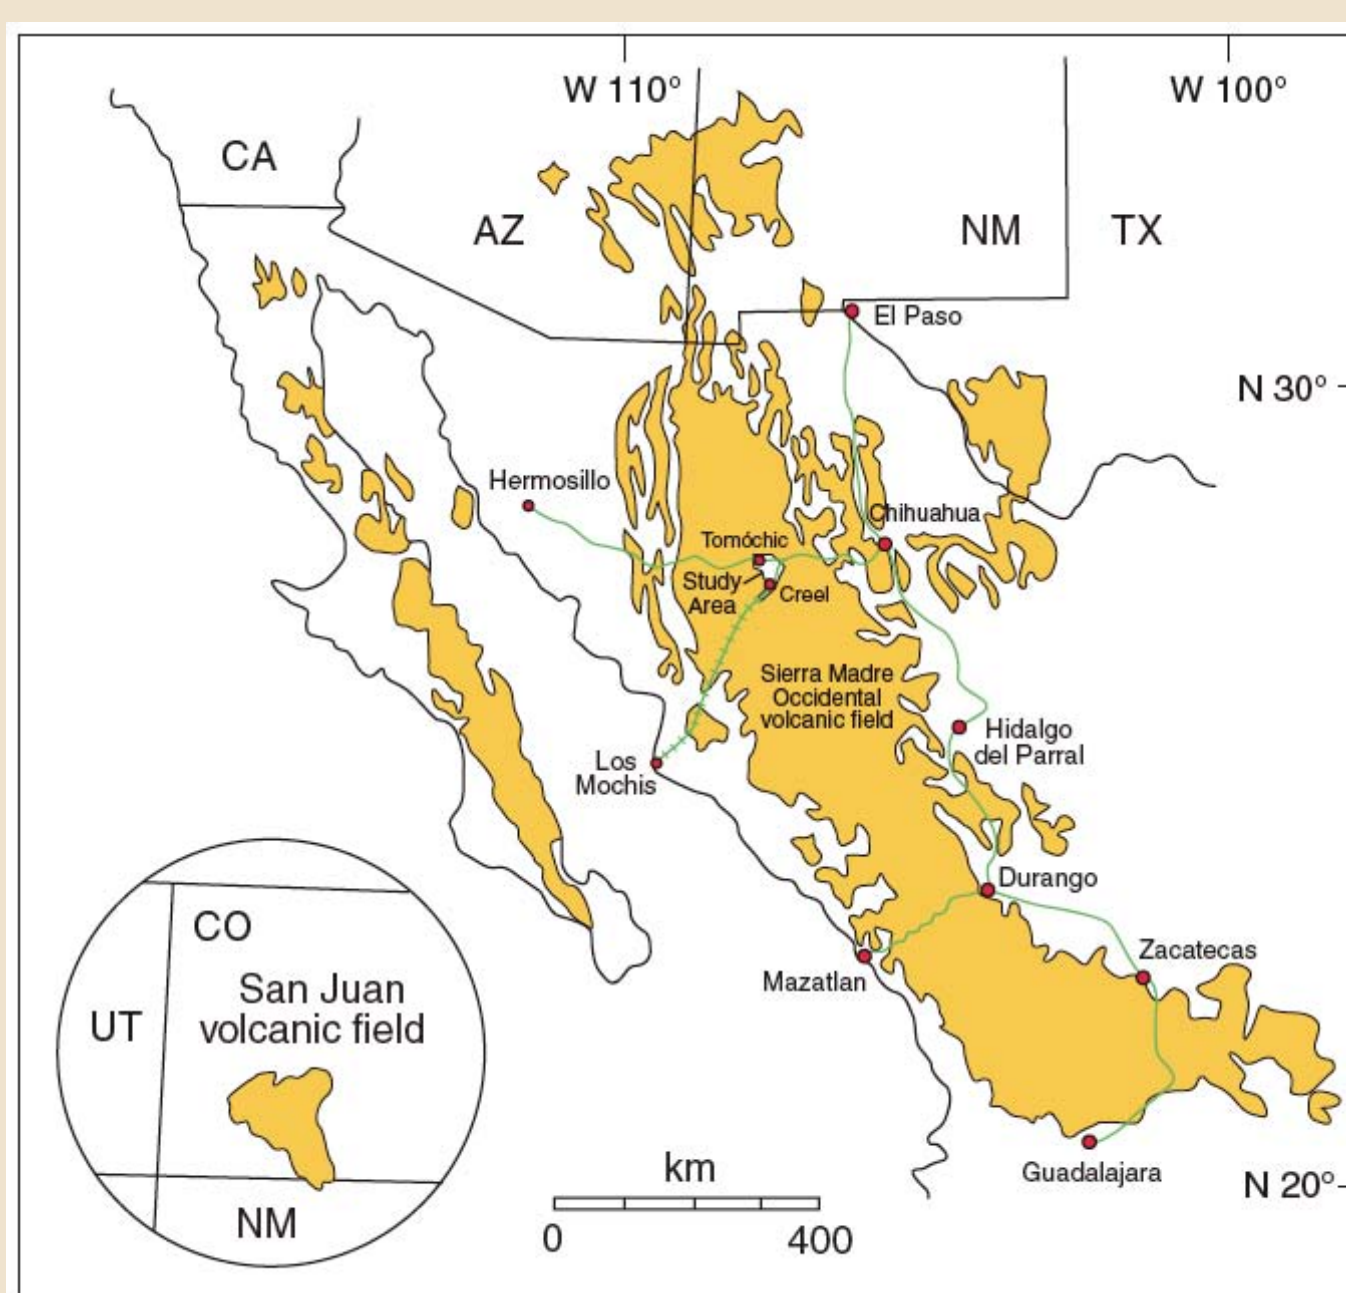 W 110°
W 100°
CA
AZ
NM
TX
El Paso
N 30°
Hermosillo
Chihuahua
Tomóchic
Study
Area
Creel
Sierra Madre
Occidental
volcanic field
Hidalgo
del Parral
Los
Mochis
Durango
CO
Zacatecas
Mazatlan
San Juan
volcanic field
UT
km
Guadalajara
N 20°
NM
0
400